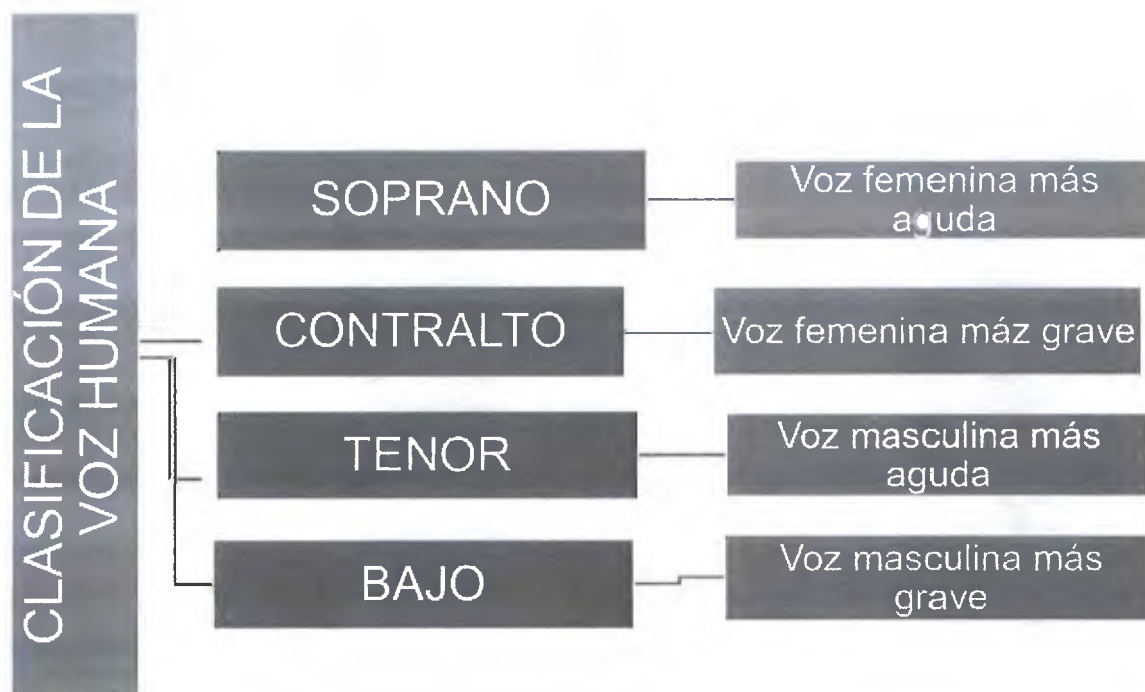 CLASIFICACIÓN DE LA
VOZ HUMANA
SOPRANO
Voz femenina más
aguda
CONTRALTO
Voz femenina máz grave
TENOR
Voz masculina más
aguda
BAJO
Voz masculina más
grave